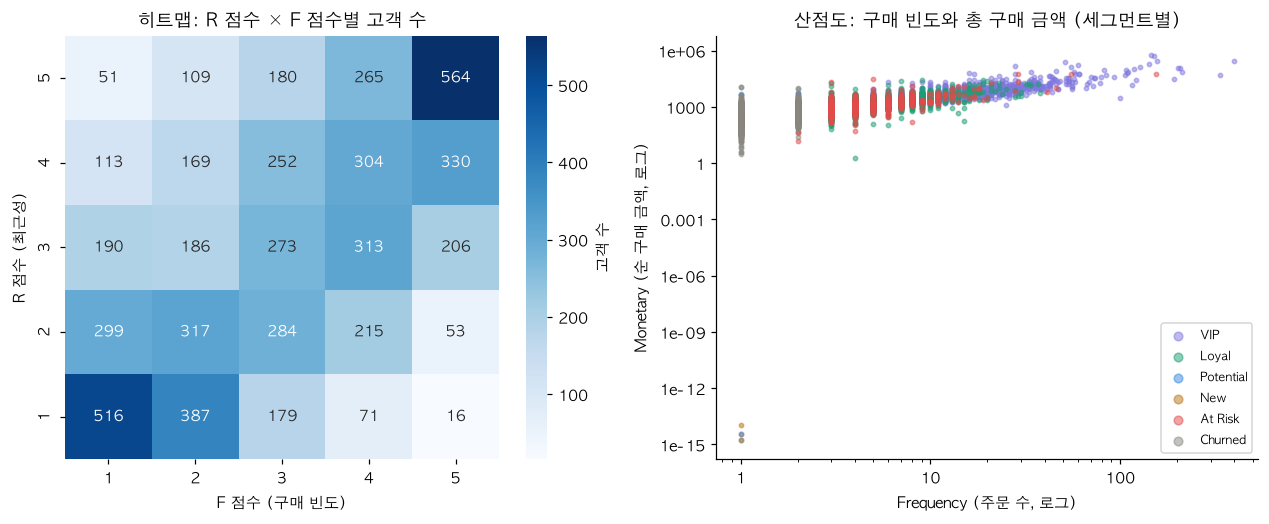 히트맵: R 점수 × F 점수별 고객 수
R 점수 (최근성)
5
51 109 180 265 564
4
113 169 252 304 330
3
190 186 273 313 206
2
299 317 284 215 53
1
516 387 179 71 16
1 2 3 4 5
F 점수 (구매 빈도)
500
400
300
200
100
고객 수
산점도: 구매 빈도와 총 구매 금액 (세그먼트별)
Monetary (순 구매 금액, 로그)
1e+06
1000
1
0.001
1e-06
1e-09
1e-12
1e-15
VIP
Loyal
Potential
New
At Risk
Churned
1 10 100
Frequency (주문 수, 로그)